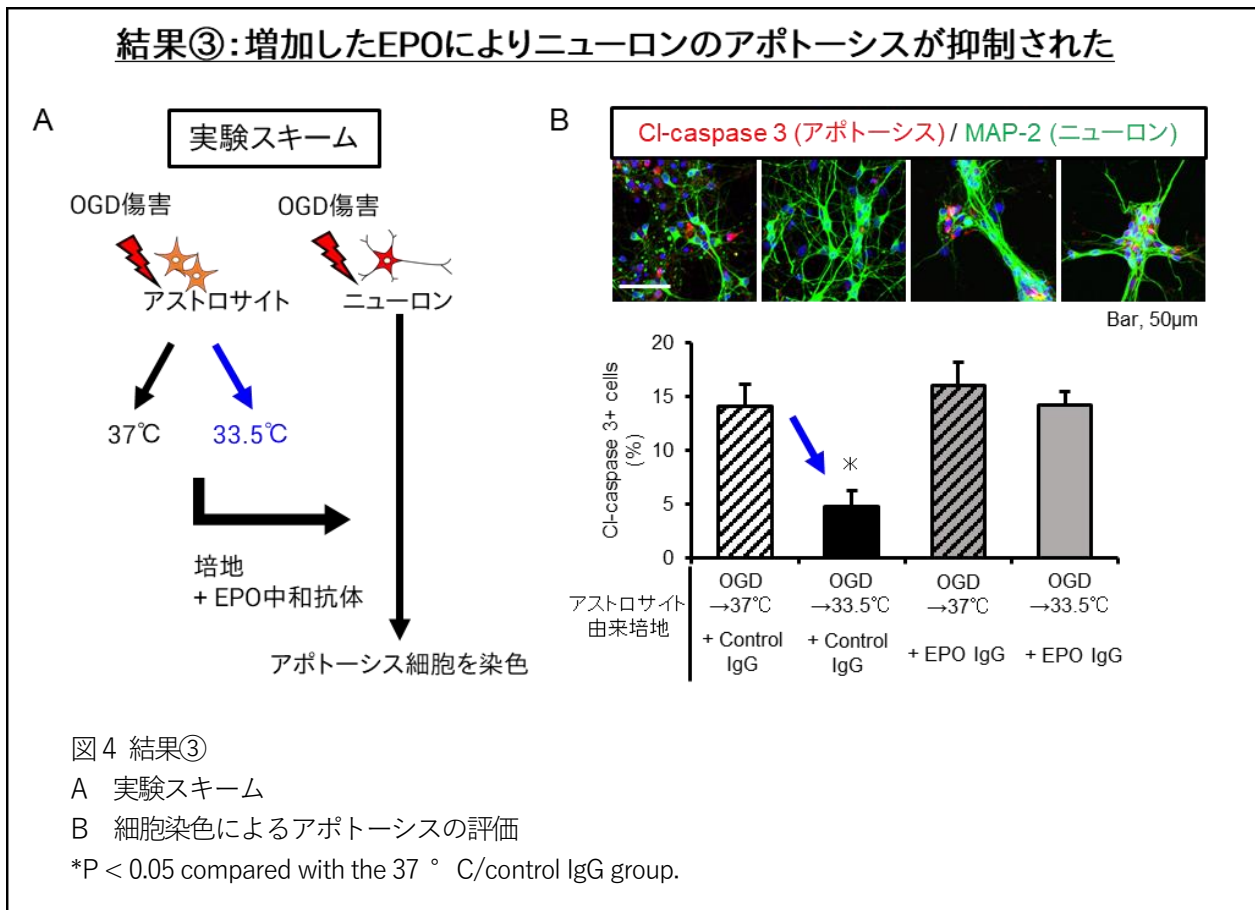 結果③:増加したEPOによりニューロンのアポトーシスが抑制された
A
実験スキーム
OGD傷害
OGD傷害
アストロサイト
ニューロン
37℃
33.5℃
培地
+ EPO中和抗体
アポトーシス細胞を染色
B
Cl-caspase 3 (アポトーシス) / MAP-2 (ニューロン)
Bar, 50μm
Cl-caspase 3+ cells
(%)
20
15
10
5
0
*
アストロサイト
由来培地
OGD
→37℃
+ Control
IgG
OGD
→33.5℃
+ Control
IgG
OGD
→37℃
+ EPO IgG
OGD
→33.5℃
+ EPO IgG
図4 結果③
A 実験スキーム
B 細胞染色によるアポトーシスの評価
*P < 0.05 compared with the 37 ° C/control IgG group.